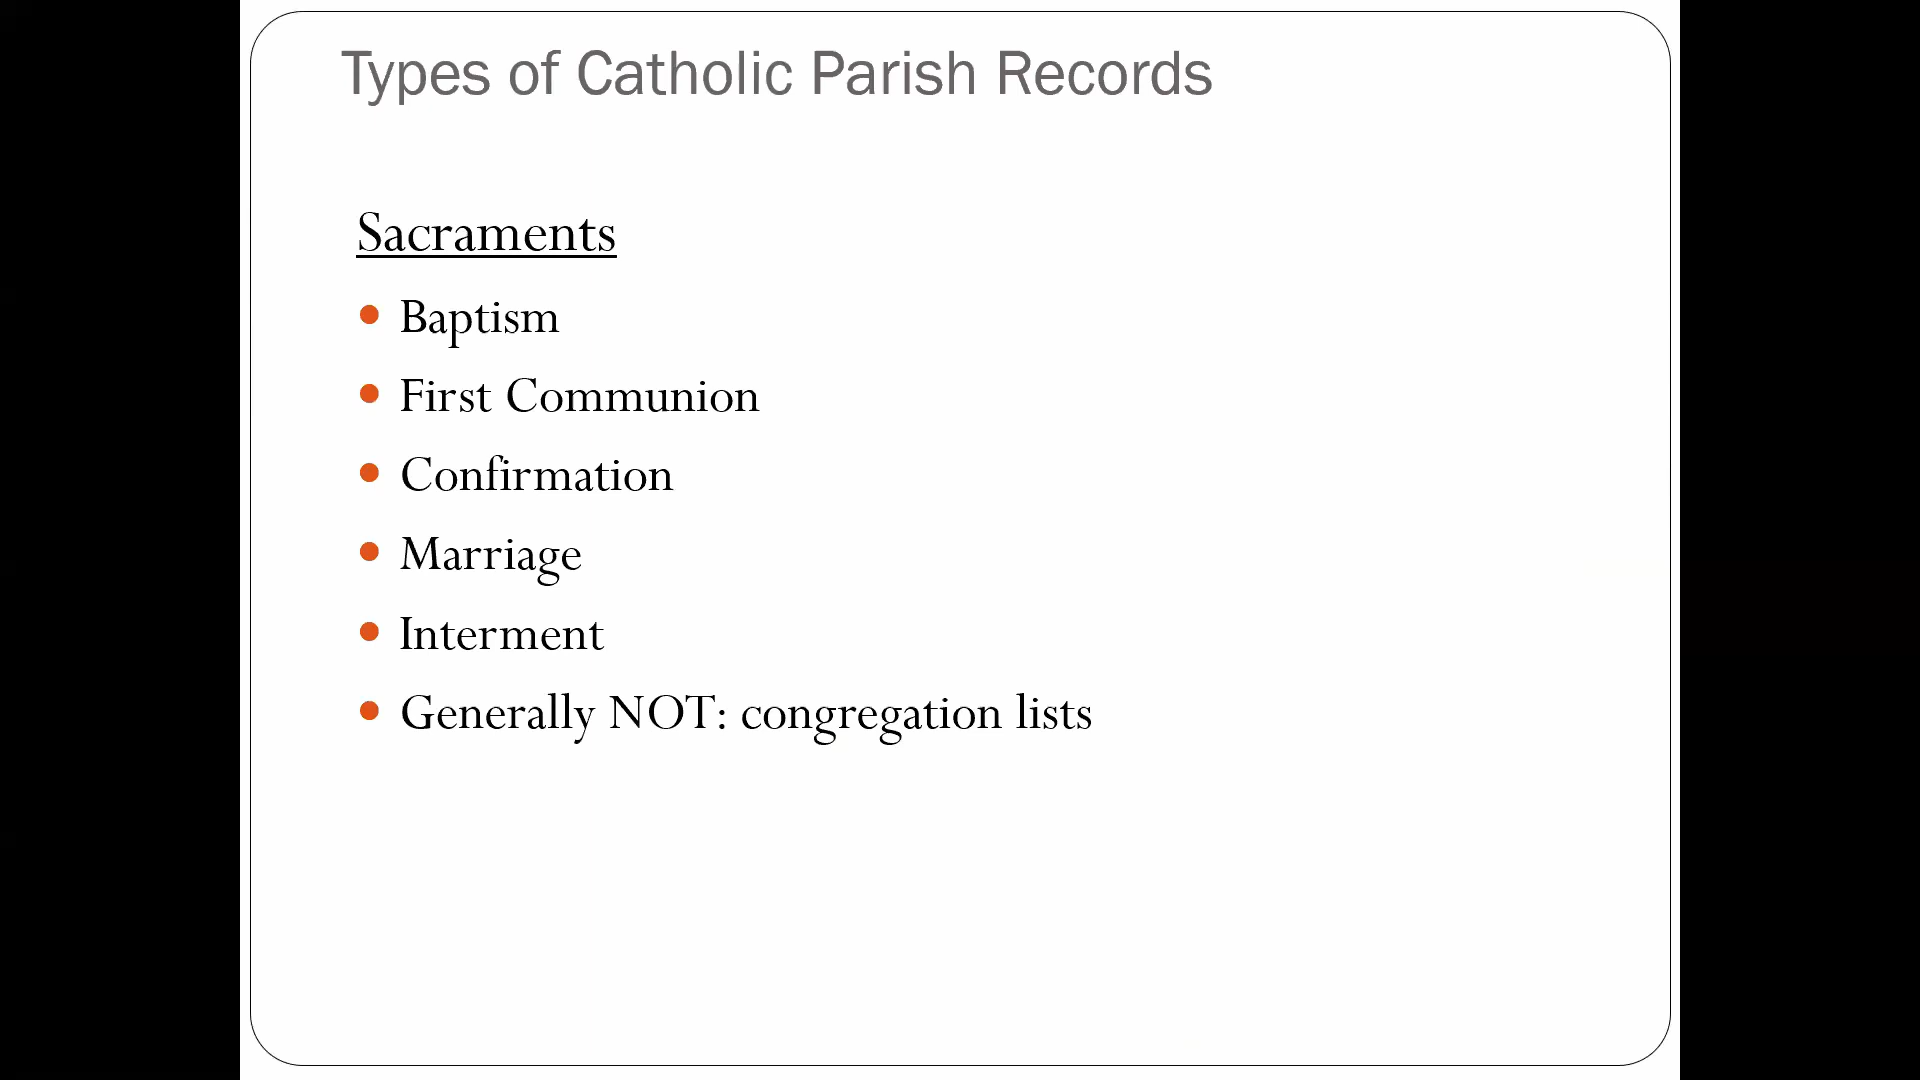 Types of Catholic Parish Records
Sacraments
• Baptism
• First Communion
• Confirmation
• Marriage
• Interment
• Generally NOT: congregation lists